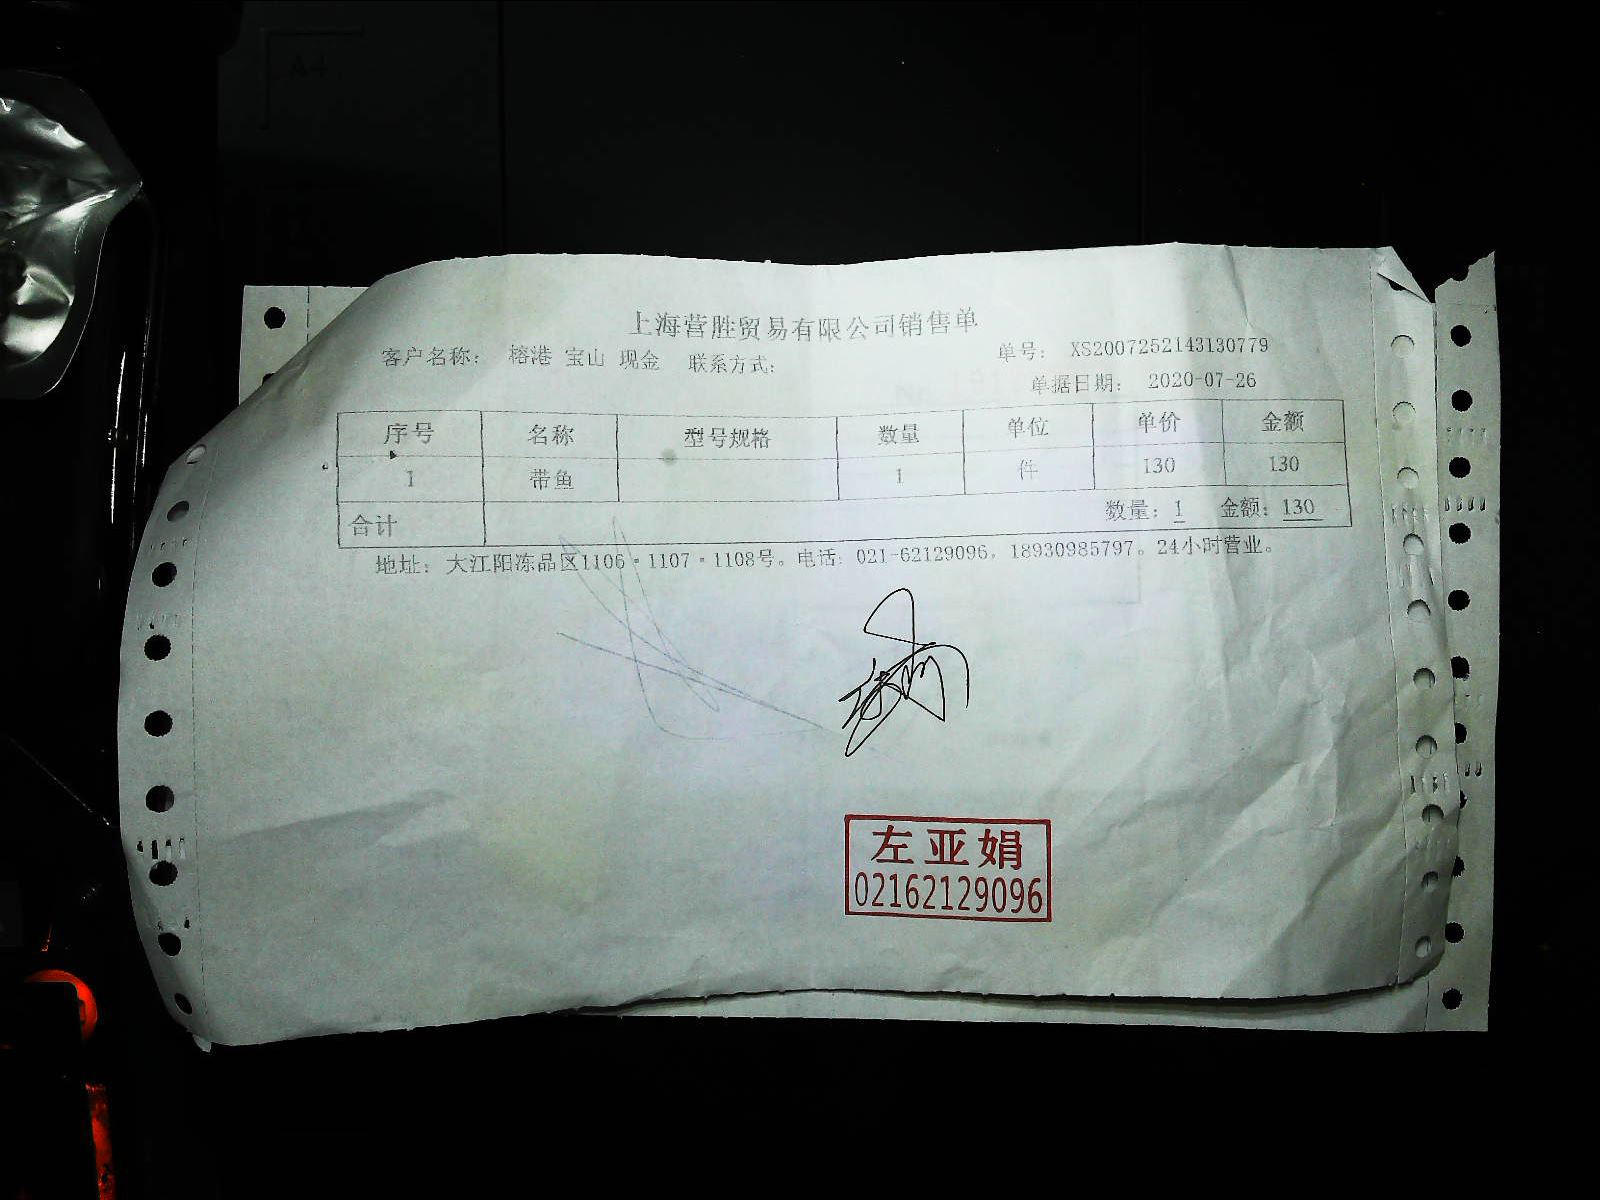 上海营胜贸易有限公司销售单
客户名称： 榕港 宝山 现金 联系方式： 单号： XS2007252143130779
单据日期： 2020-07-26
序号 名称 型号规格 数量 单位 单价 金额
1 带鱼 1 件 130 130
合计 数量：1 金额：130
地址：大江阳冻品区1106·1107·1108号。电话：021-62129096，18930985797。24小时营业。
左亚娟
02162129096
A4